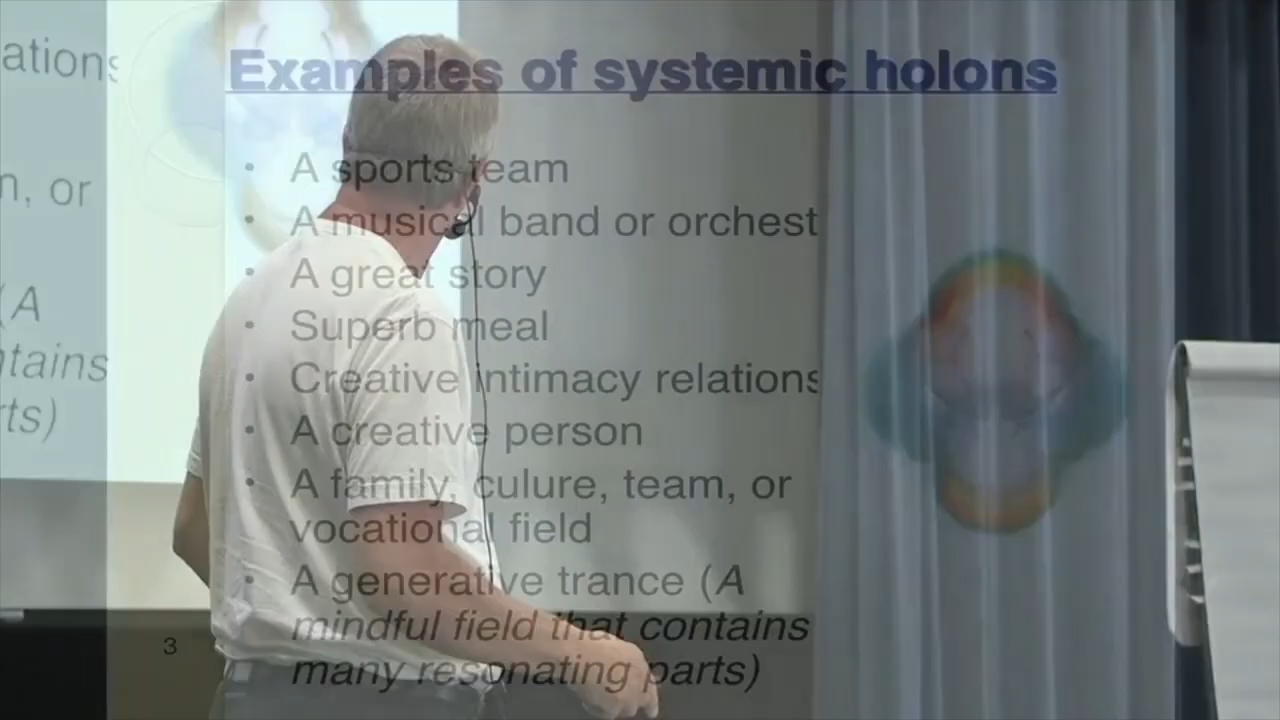 Examples of systemic holons
• A sports team
• A musical band or orchest
• A great story
• Superb meal
• Creative intimacy relations
• A creative person
• A family, culure, team, or
vocational field
• A generative trance (A
mindful field that contains
many resonating parts)
3
ations
n, or
(A
ntains
rts)